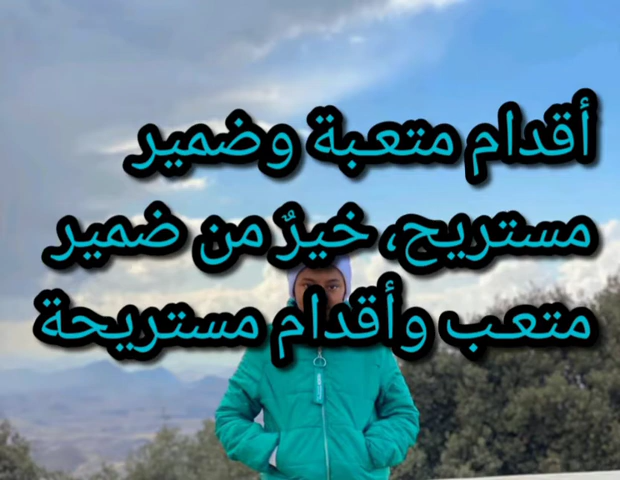 أقدام متعبة وضمير
مستريح، خيرٌ من ضمير
متعب وأقدام مستريحة